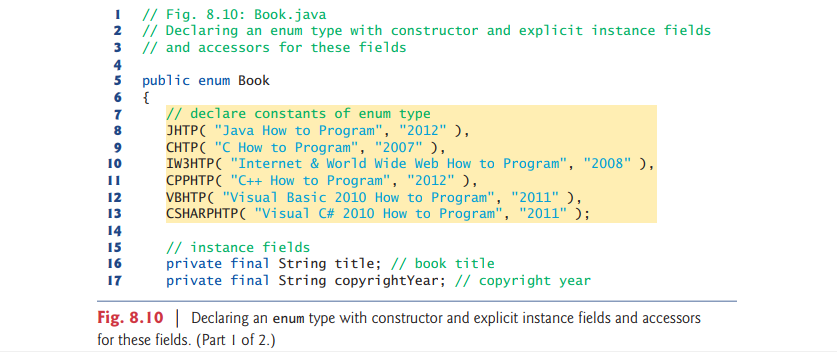 1 // Fig. 8.10: Book.java
2 // Declaring an enum type with constructor and explicit instance fields
3 // and accessors for these fields
4
5 public enum Book
6 {
7 // declare constants of enum type
8 JHTP( "Java How to Program", "2012" ),
9 CHTP( "C How to Program", "2007" ),
10 IW3HTP( "Internet & World Wide Web How to Program", "2008" ),
11 CPPHTP( "C++ How to Program", "2012" ),
12 VBHTP( "Visual Basic 2010 How to Program", "2011" ),
13 CSHARPHTP( "Visual C# 2010 How to Program", "2011" );
14
15 // instance fields
16 private final String title; // book title
17 private final String copyrightYear; // copyright year
Fig. 8.10 | Declaring an enum type with constructor and explicit instance fields and accessors
for these fields. (Part 1 of 2.)